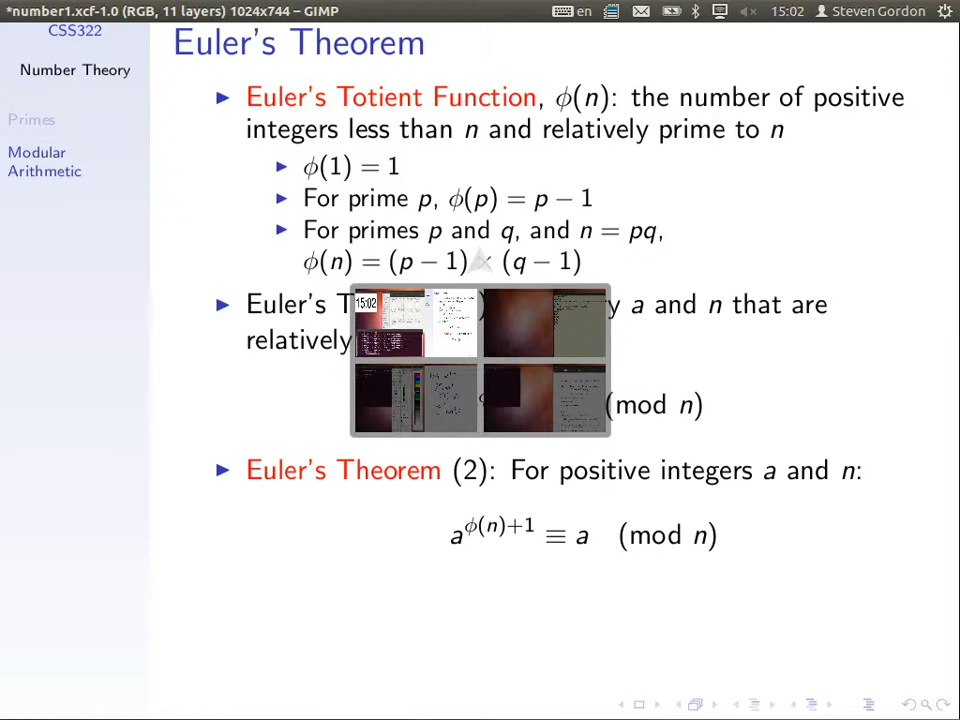 *number1.xcf-1.0 (RGB, 11 layers) 1024x744 – GIMP en 15:02 Steven Gordon
CSS322
Number Theory
Primes
Modular
Arithmetic
Euler's Theorem
Euler's Totient Function, ϕ(n): the number of positive
integers less than n and relatively prime to n
ϕ(1) = 1
For prime p, ϕ(p) = p − 1
For primes p and q, and n = pq,
ϕ(n) = (p − 1) × (q − 1)
Euler's T y a and n that are
relatively
15:02
(mod n)
Euler's Theorem (2): For positive integers a and n:
a^{ϕ(n)+1} ≡ a (mod n)